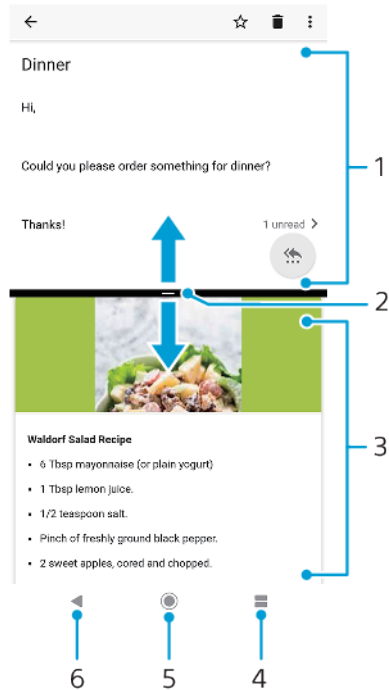 Dinner
Hi,
Could you please order something for dinner?
Thanks!
1 unread
1
2
3
Waldorf Salad Recipe
• 6 Tbsp mayonnaise (or plain yogurt)
• 1 Tbsp lemon juice.
• 1/2 teaspoon salt.
• Pinch of freshly ground black pepper.
• 2 sweet apples, cored and chopped.
6
5
4